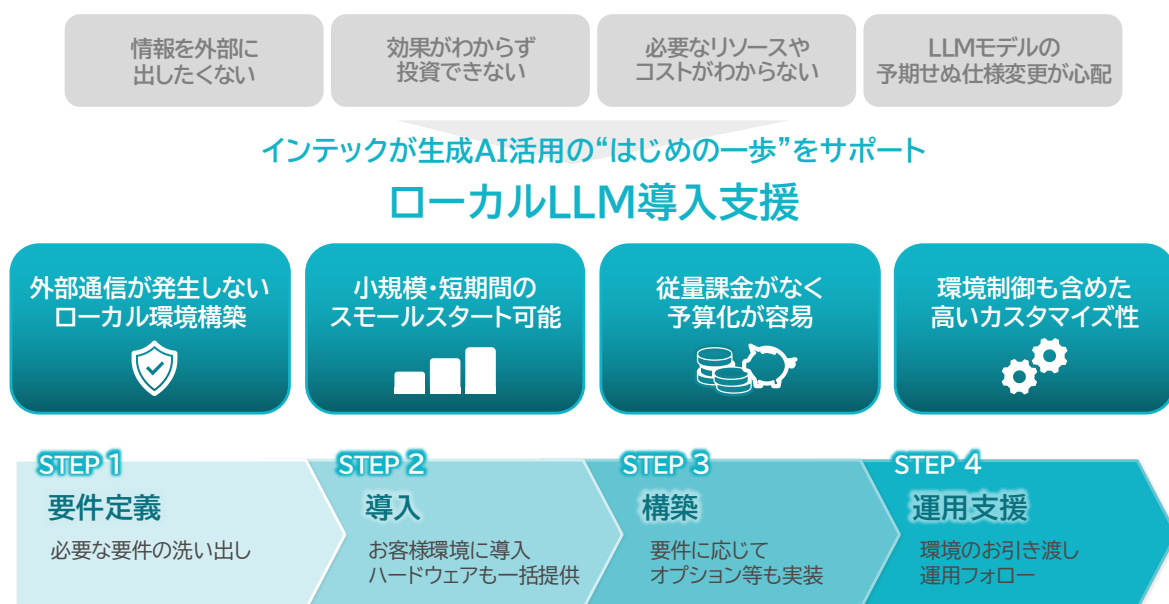 情報を外部に
出したくない
効果がわからず
投資できない
必要なリソースや
コストがわからない
LLMモデルの
予期せぬ仕様変更が心配
インテックが生成AI活用の“はじめの一歩”をサポート
ローカルLLM導入支援
外部通信が発生しない
ローカル環境構築
小規模・短期間の
スモールスタート可能
従量課金がなく
予算化が容易
環境制御も含めた
高いカスタマイズ性
STEP 1
要件定義
必要な要件の洗い出し
STEP 2
導入
お客様環境に導入
ハードウェアも一括提供
STEP 3
構築
要件に応じて
オプション等も実装
STEP 4
運用支援
環境のお引き渡し
運用フォロー